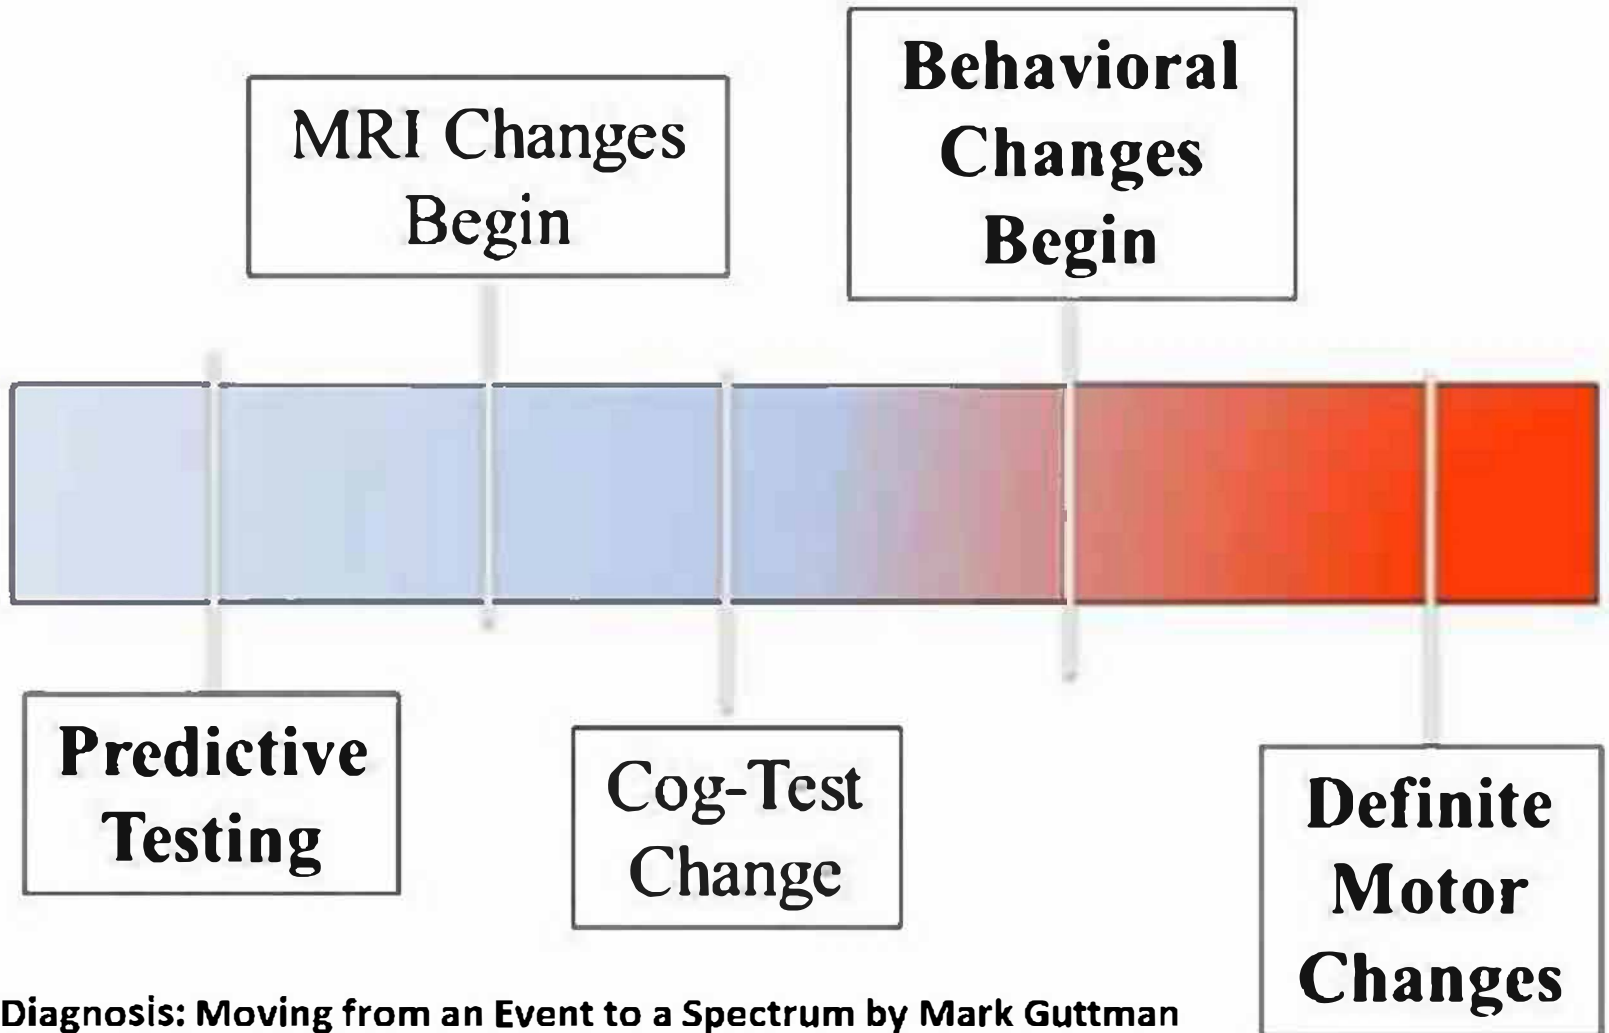 Behavioral
Changes
Begin
MRI Changes
Begin
Predictive
Testing
Cog-Test
Change
Definite
Motor
Changes
Diagnosis: Moving from an Event to a Spectrum by Mark Guttman